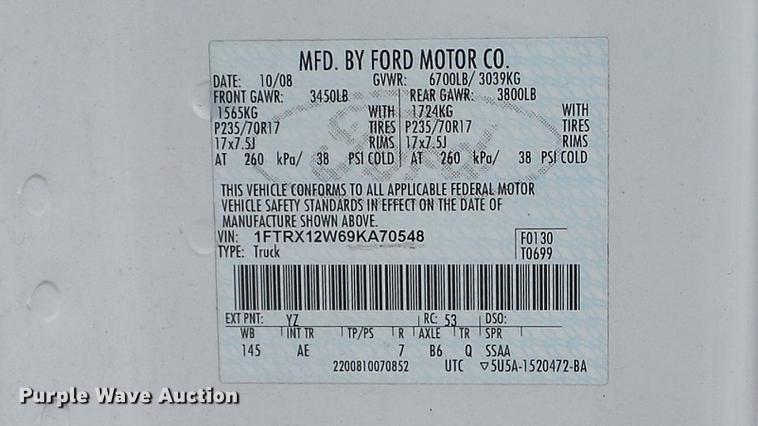 MFD. BY FORD MOTOR CO.
DATE: 10/08 GVWR: 6700LB/ 3039KG
FRONT GAWR: 3450LB REAR GAWR: 3800LB
1565KG WITH 1724KG WITH
P235/70R17 TIRES P235/70R17 TIRES
17x7.5J RIMS 17x7.5J RIMS
AT 260 kPa/ 38 PSI COLD AT 260 kPa/ 38 PSI COLD
THIS VEHICLE CONFORMS TO ALL APPLICABLE FEDERAL MOTOR
VEHICLE SAFETY STANDARDS IN EFFECT ON THE DATE OF
MANUFACTURE SHOWN ABOVE.
VIN: 1FTRX12W69KA70548 F0130
TYPE: Truck T0699
EXT PNT: YZ RC: 53 DSO:
WB INT TR TP/PS R AXLE TR SPR
145 AE 7 B6 Q SSAA
2200810070852 UTC ▽5U5A-1520472-BA
Ford
Purple Wave Auction